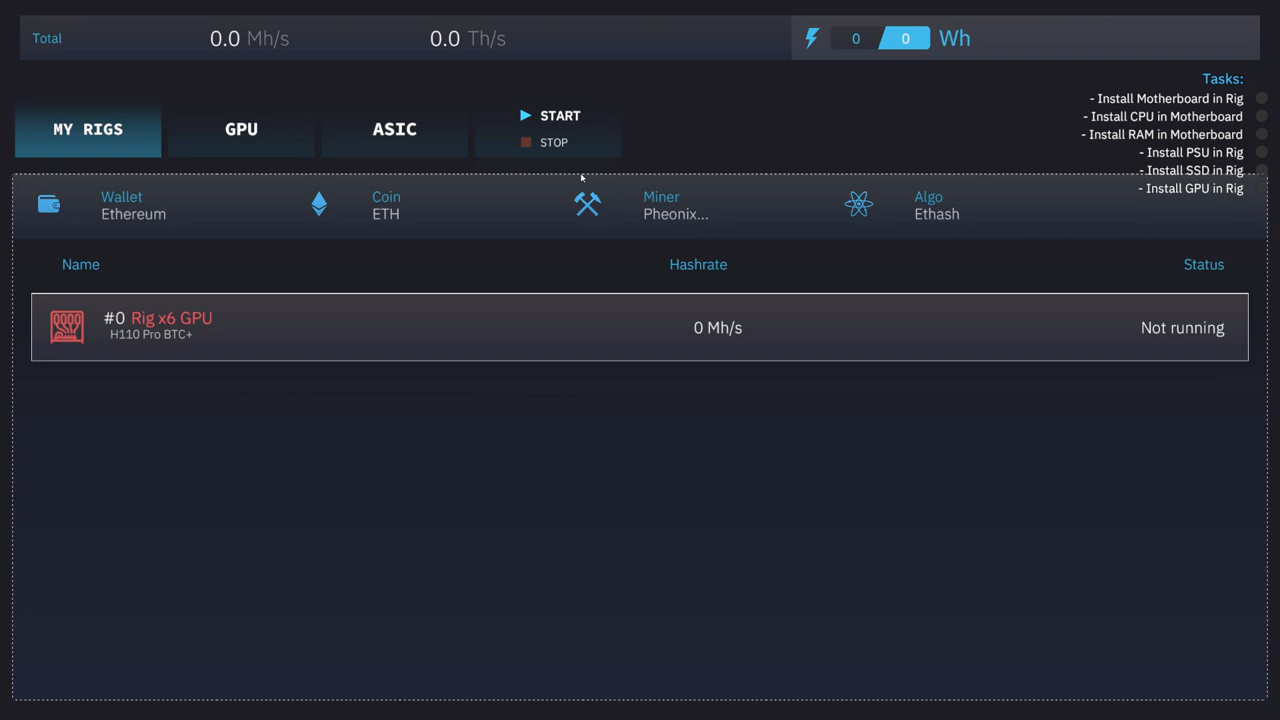 Total
0.0 Mh/s
0.0 Th/s
0
0
Wh
Tasks:
- Install Motherboard in Rig
- Install CPU in Motherboard
- Install RAM in Motherboard
- Install PSU in Rig
- Install SSD in Rig
- Install GPU in Rig
MY RIGS
GPU
ASIC
START
STOP
Wallet
Ethereum
Coin
ETH
Miner
Pheonix...
Algo
Ethash
Name
Hashrate
Status
#0 Rig x6 GPU
H110 Pro BTC+
0 Mh/s
Not running